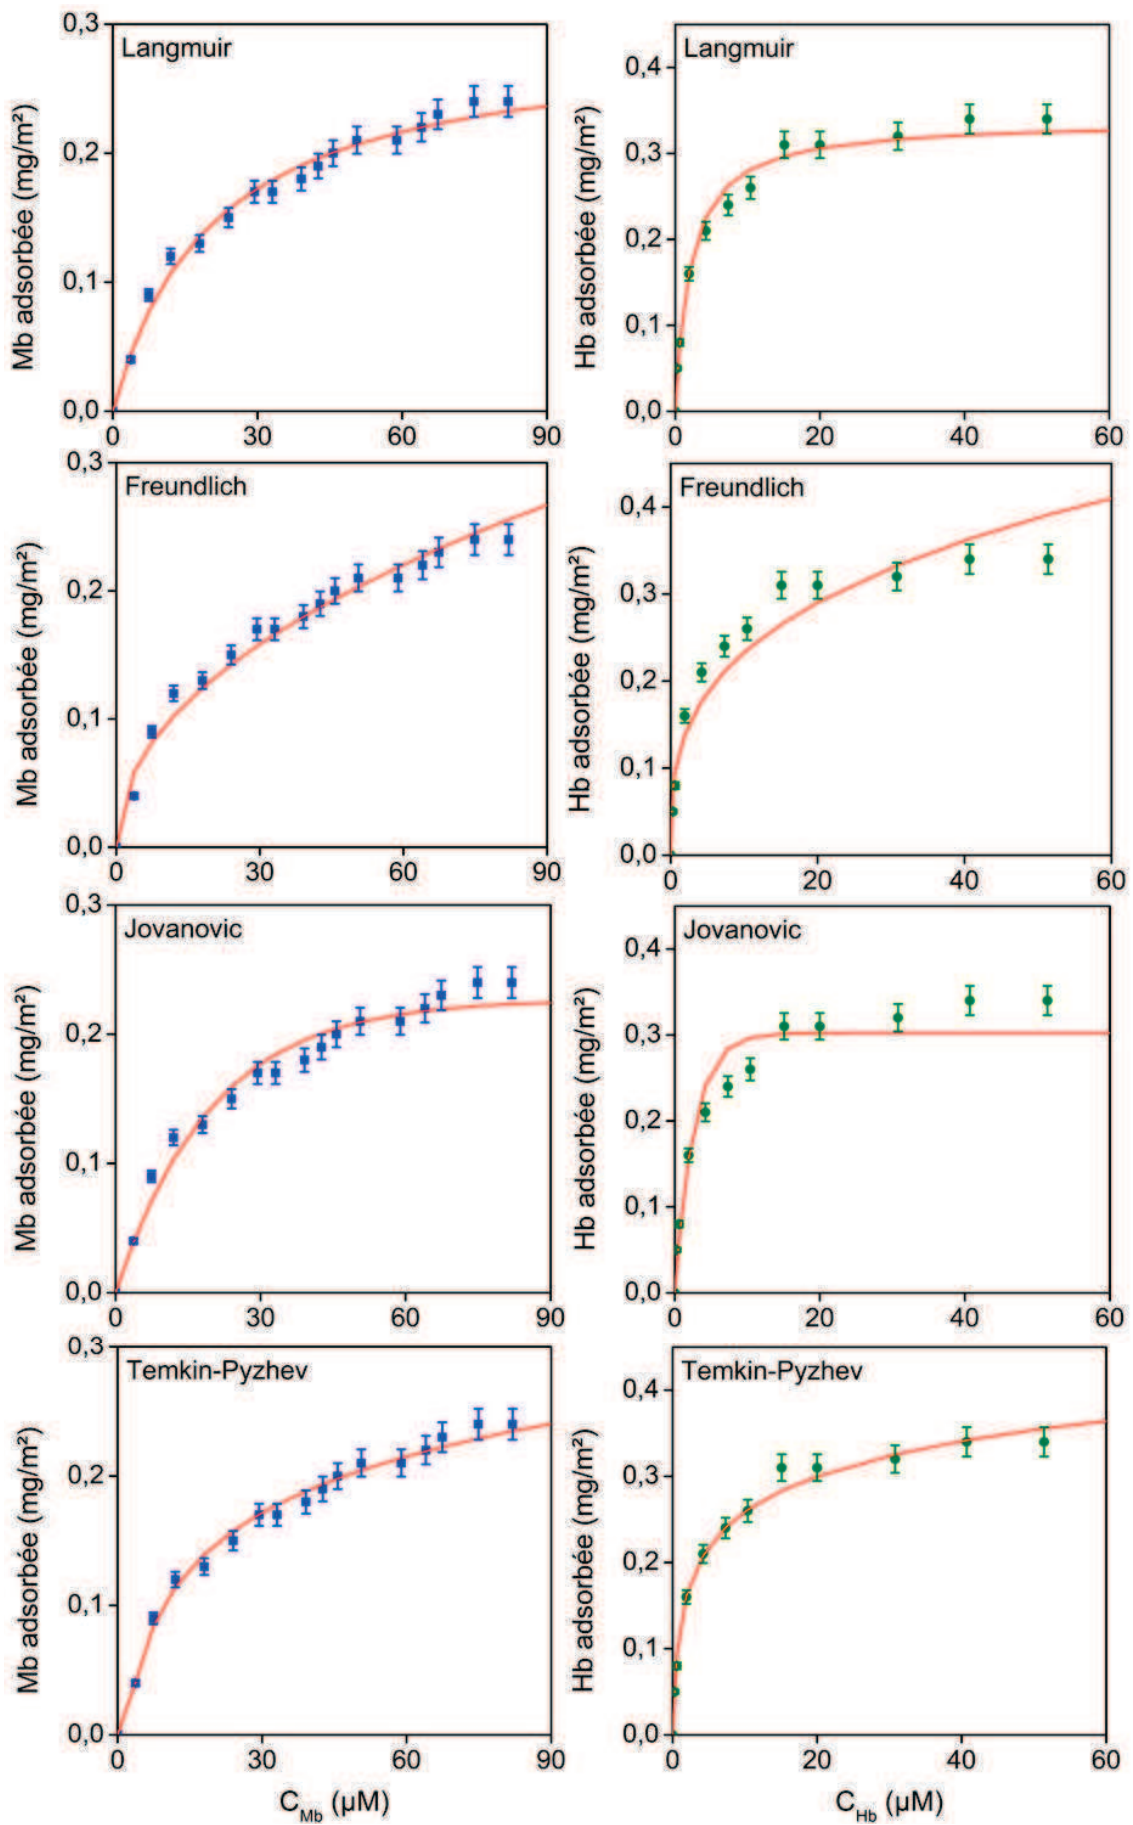 Langmuir
Mb adsorbée (mg/m²)
0,3
0,2
0,1
0,0
0 30 60 90
Langmuir
Hb adsorbée (mg/m²)
0,4
0,3
0,2
0,1
0,0
0 20 40 60
Freundlich
Mb adsorbée (mg/m²)
0,3
0,2
0,1
0,0
0 30 60 90
Freundlich
Hb adsorbée (mg/m²)
0,4
0,3
0,2
0,1
0,0
0 20 40 60
Jovanovic
Mb adsorbée (mg/m²)
0,3
0,2
0,1
0,0
0 30 60 90
Jovanovic
Hb adsorbée (mg/m²)
0,4
0,3
0,2
0,1
0,0
0 20 40 60
Temkin-Pyzhev
Mb adsorbée (mg/m²)
0,3
0,2
0,1
0,0
0 30 60 90
C_Mb (µM)
Temkin-Pyzhev
Hb adsorbée (mg/m²)
0,4
0,3
0,2
0,1
0,0
0 20 40 60
C_Hb (µM)